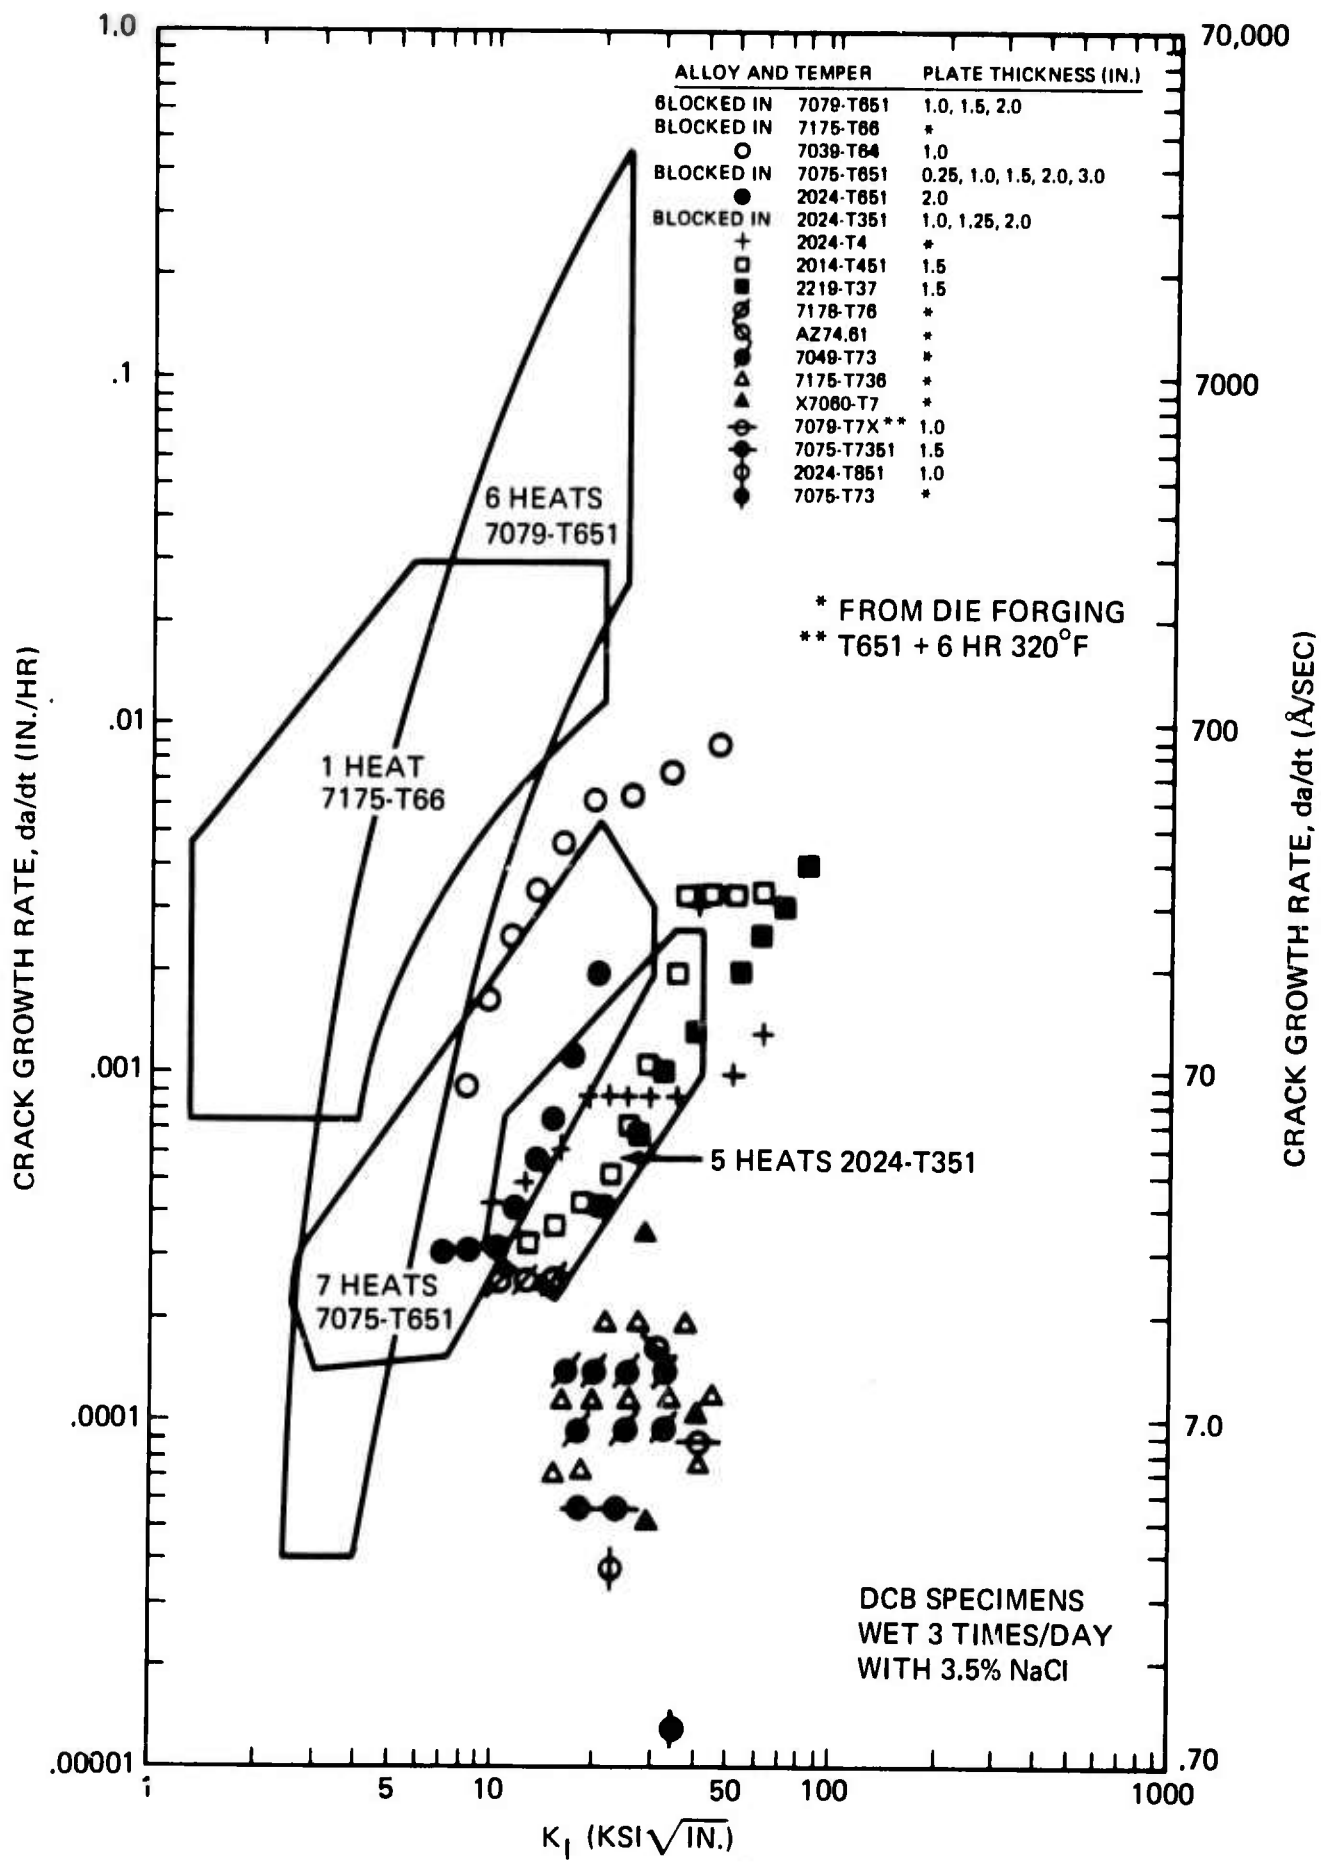 1.0
70,000
ALLOY AND TEMPER PLATE THICKNESS (IN.)
BLOCKED IN 7079-T651 1.0, 1.5, 2.0
BLOCKED IN 7175-T66 *
7039-T64 1.0
BLOCKED IN 7075-T651 0.25, 1.0, 1.5, 2.0, 3.0
2024-T651 2.0
BLOCKED IN 2024-T351 1.0, 1.25, 2.0
2024-T4 *
2014-T451 1.5
2219-T37 1.5
7178-T76 *
AZ74.61 *
7049-T73 *
7175-T736 *
X7080-T7 *
7079-T7X** 1.0
7075-T7351 1.5
2024-T851 1.0
7075-T73 *
.1
7000
6 HEATS
7079-T651
* FROM DIE FORGING
** T651 + 6 HR 320°F
.01
700
1 HEAT
7175-T66
CRACK GROWTH RATE, da/dt (IN./HR)
CRACK GROWTH RATE, da/dt (Å/SEC)
.001
70
5 HEATS 2024-T351
7 HEATS
7075-T651
.0001
7.0
DCB SPECIMENS
WET 3 TIMES/DAY
WITH 3.5% NaCl
.00001
.70
1 5 10 50 100 1000
K_I (KSI√IN.)